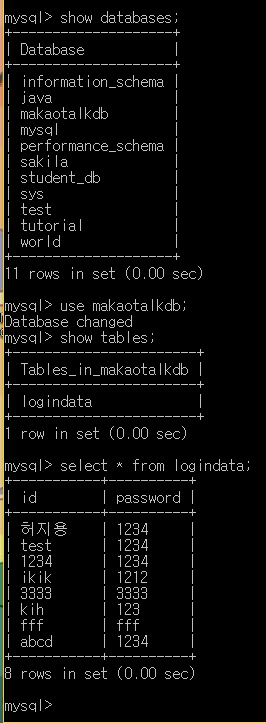 mysql> show databases;
+--------------------+
| Database           |
+--------------------+
| information_schema |
| java               |
| makaotalkdb        |
| mysql              |
| performance_schema |
| sakila             |
| student_db         |
| sys                |
| test               |
| tutorial           |
| world              |
+--------------------+
11 rows in set (0.00 sec)
mysql> use makaotalkdb;
Database changed
mysql> show tables;
+-----------------------+
| Tables_in_makaotalkdb |
+-----------------------+
| logindata             |
+-----------------------+
1 row in set (0.00 sec)
mysql> select * from logindata;
+--------+----------+
| id     | password |
+--------+----------+
| 허지용 | 1234     |
| test   | 1234     |
| 1234   | 1234     |
| ikik   | 1212     |
| 3333   | 3333     |
| kih    | 123      |
| fff    | fff      |
| abcd   | 1234     |
+--------+----------+
8 rows in set (0.00 sec)
mysql>